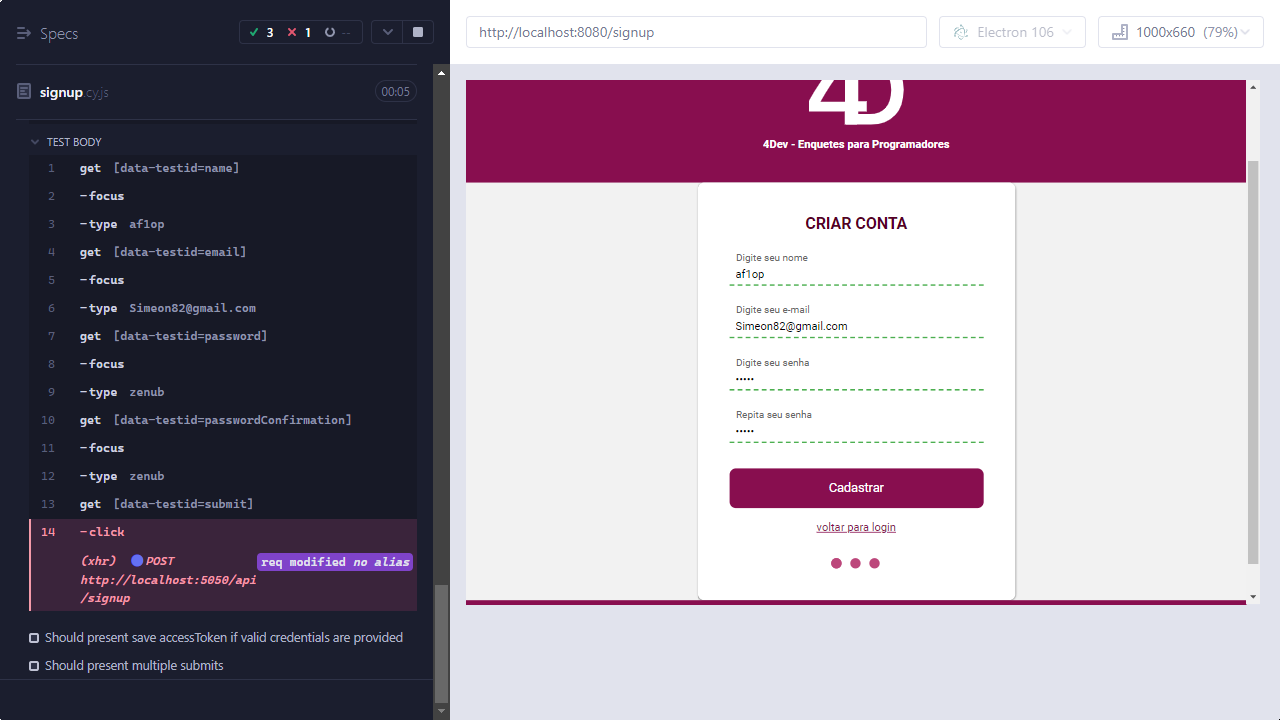 Specs
3 1 --
signup.cy.js 00:05
TEST BODY
1 get [data-testid=name]
2 -focus
3 -type af1op
4 get [data-testid=email]
5 -focus
6 -type Simeon82@gmail.com
7 get [data-testid=password]
8 -focus
9 -type zenub
10 get [data-testid=passwordConfirmation]
11 -focus
12 -type zenub
13 get [data-testid=submit]
14 -click
(xhr) POST req modified no alias
http://localhost:5050/api
/signup
Should present save accessToken if valid credentials are provided
Should present multiple submits
http://localhost:8080/signup
Electron 106
1000x660 (79%)
4D
4Dev - Enquetes para Programadores
CRIAR CONTA
Digite seu nome
af1op
Digite seu e-mail
Simeon82@gmail.com
Digite seu senha
•••••
Repita seu senha
•••••
Cadastrar
voltar para login